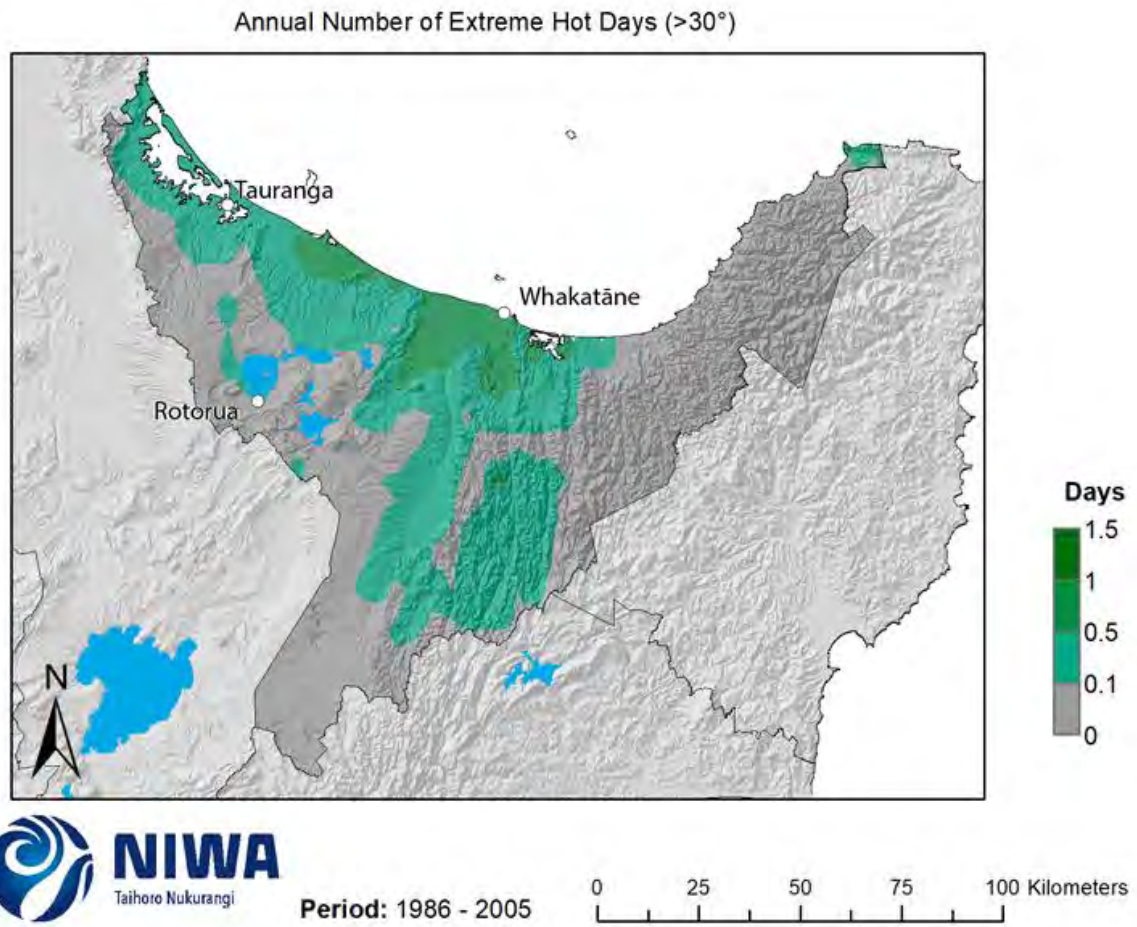 Annual Number of Extreme Hot Days (>30°)
Tauranga
Whakatāne
Rotorua
Days
1.5
1
0.5
0.1
0
N
NIWA
Taihoro Nukurangi
Period: 1986 - 2005
0 25 50 75 100 Kilometers